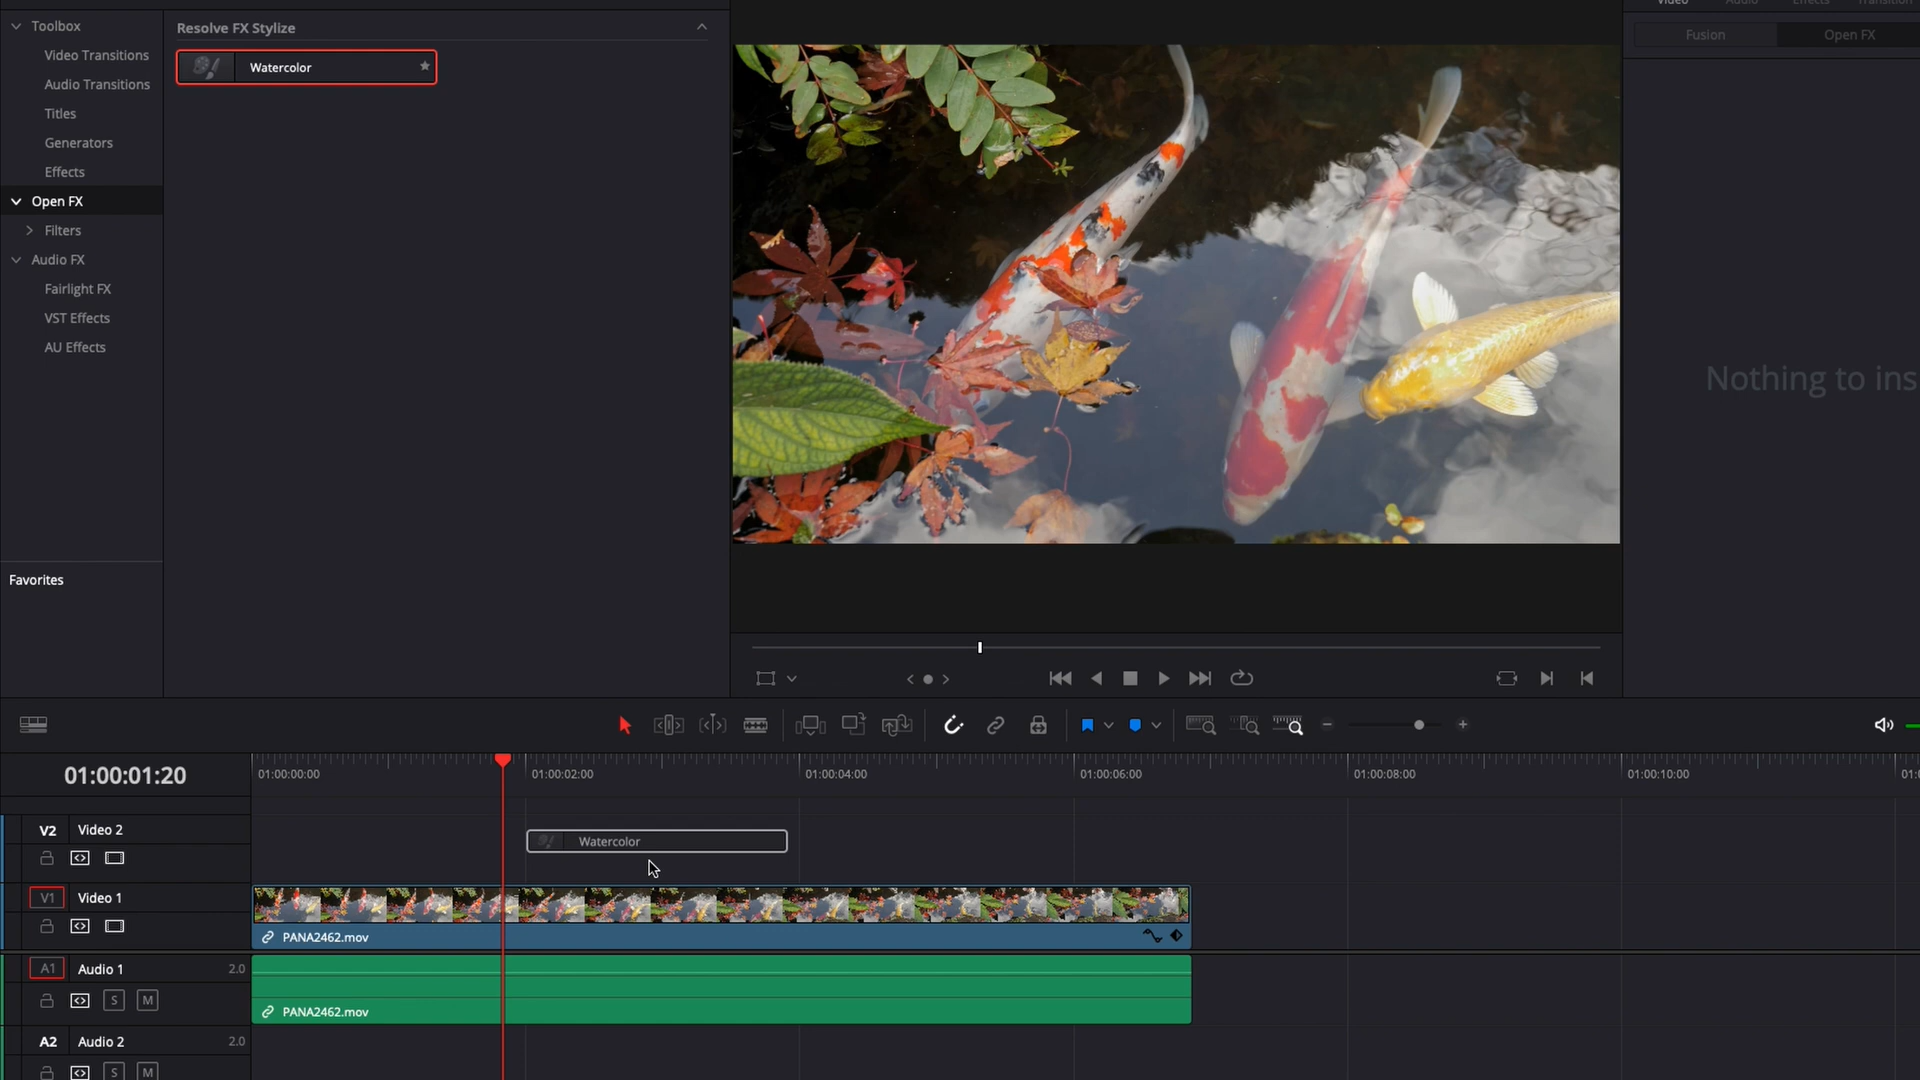 Toolbox
Video Transitions
Audio Transitions
Titles
Generators
Effects
Open FX
Filters
Audio FX
Fairlight FX
VST Effects
AU Effects
Favorites
Resolve FX Stylize
Watercolor
Video Audio Effects Transition
Fusion Open FX
Nothing to ins
01:00:01:20
01:00:00:00 01:00:02:00 01:00:04:00 01:00:06:00 01:00:08:00 01:00:10:00 01:0
V2 Video 2
Watercolor
V1 Video 1
PANA2462.mov
A1 Audio 1 2.0
S M
PANA2462.mov
A2 Audio 2 2.0
S M